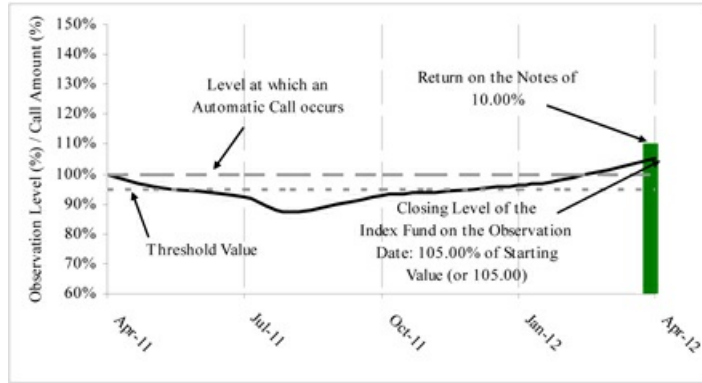 Observation Level (%) / Call Amount (%)
150%
140%
130%
120%
110%
100%
90%
80%
70%
60%
Level at which an
Automatic Call occurs
Return on the Notes of
10.00%
Threshold Value
Closing Level of the
Index Fund on the Observation
Date: 105.00% of Starting
Value (or 105.00)
Apr-11
Jul-11
Oct-11
Jan-12
Apr-12